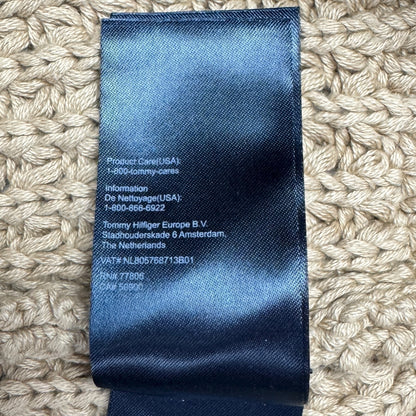 Product Care(USA):
1-800-tommy-cares
Information
De Nettoyage(USA):
1-800-866-6922
Tommy Hilfiger Europe B.V.
Stadhouderskade 6 Amsterdam,
The Netherlands
VAT# NL805768713B01
RN# 77806
CA# 50900